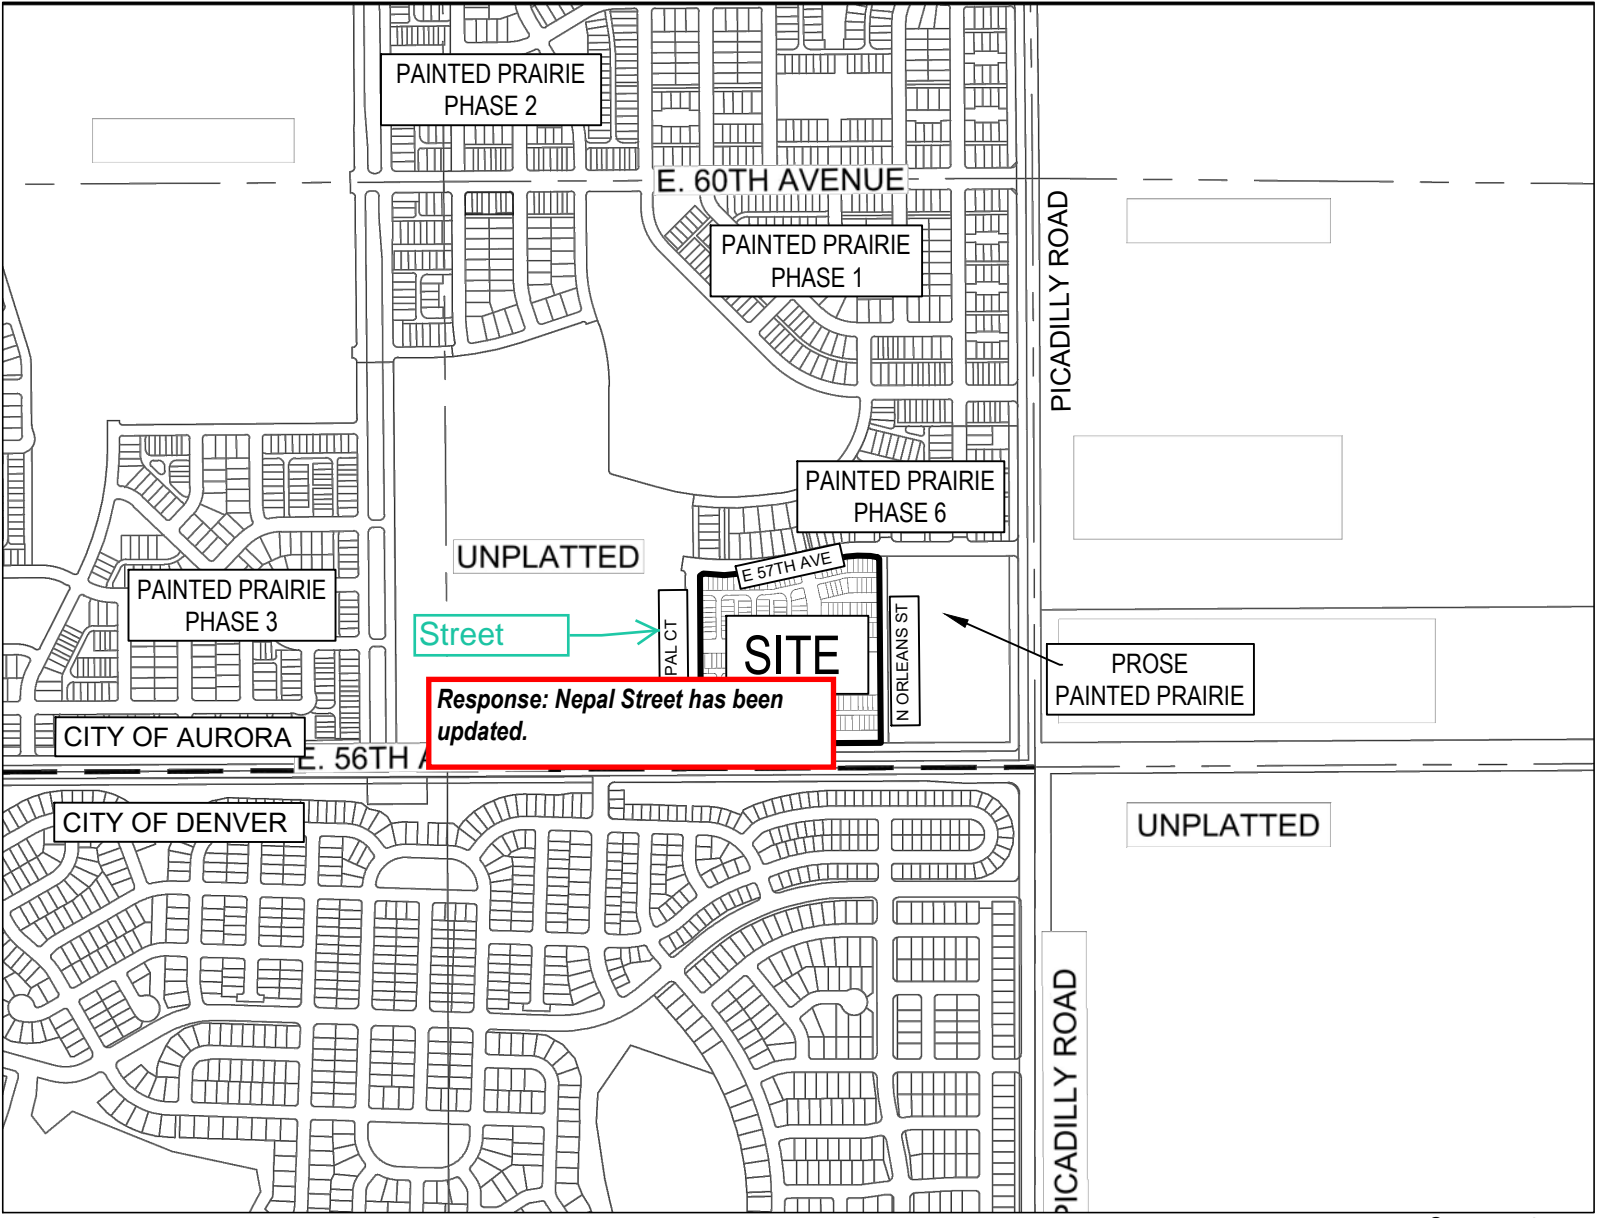 PAINTED PRAIRIE
PHASE 2
E. 60TH AVENUE
PAINTED PRAIRIE
PHASE 1
PICADILLY ROAD
PAINTED PRAIRIE
PHASE 6
UNPLATTED
E 57TH AVE
PAINTED PRAIRIE
PHASE 3
Street
PAL CT
SITE
N ORLEANS ST
PROSE
PAINTED PRAIRIE
Response: Nepal Street has been
updated.
CITY OF AURORA
E. 56TH
CITY OF DENVER
UNPLATTED
PICADILLY ROAD